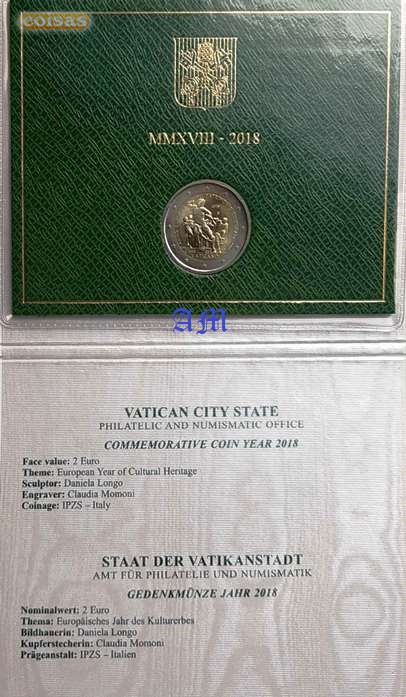 coisas
MMXVIII - 2018
AM
VATICAN CITY STATE
PHILATELIC AND NUMISMATIC OFFICE
COMMEMORATIVE COIN YEAR 2018
Face value: 2 Euro
Theme: European Year of Cultural Heritage
Sculptor: Daniela Longo
Engraver: Claudia Momoni
Coinage: IPZS – Italy
STAAT DER VATIKANSTADT
AMT FÜR PHILATELIE UND NUMISMATIK
GEDENKMÜNZE JAHR 2018
Nominalwert: 2 Euro
Thema: Europäisches Jahr des Kulturerbes
Bildhauerin: Daniela Longo
Kupferstecherin: Claudia Momoni
Prägeanstalt: IPZS – Italien